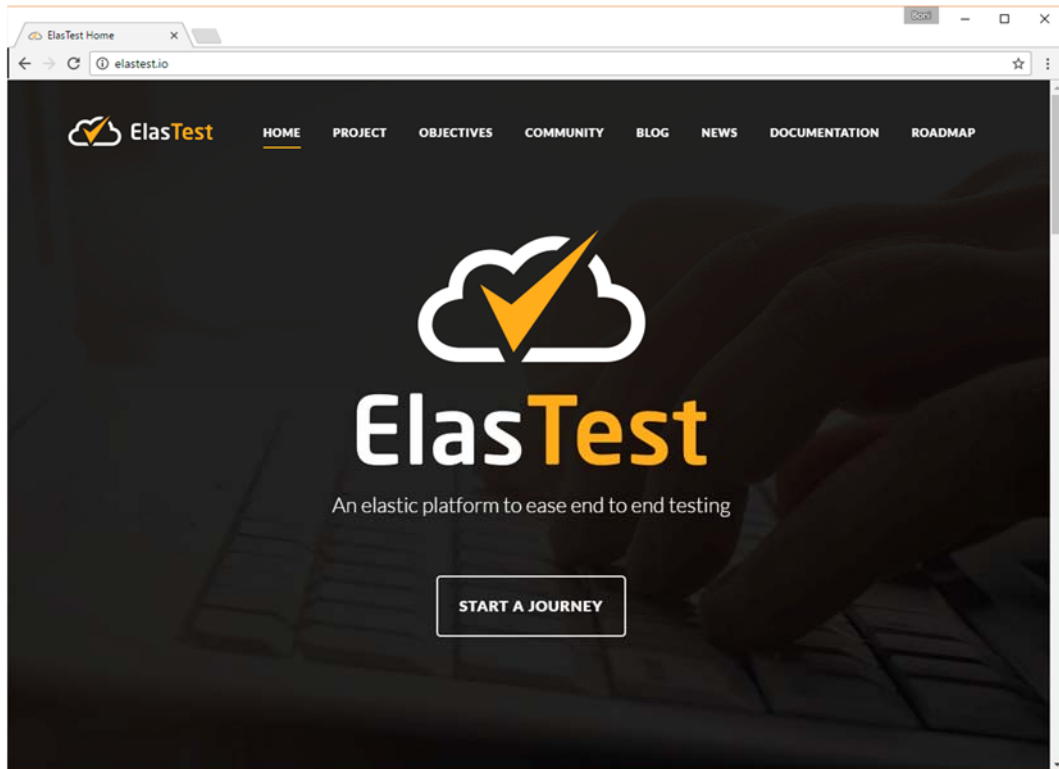 Boni
ElasTest Home
elastest.io
ElasTest HOME PROJECT OBJECTIVES COMMUNITY BLOG NEWS DOCUMENTATION ROADMAP
ElasTest
An elastic platform to ease end to end testing
START A JOURNEY